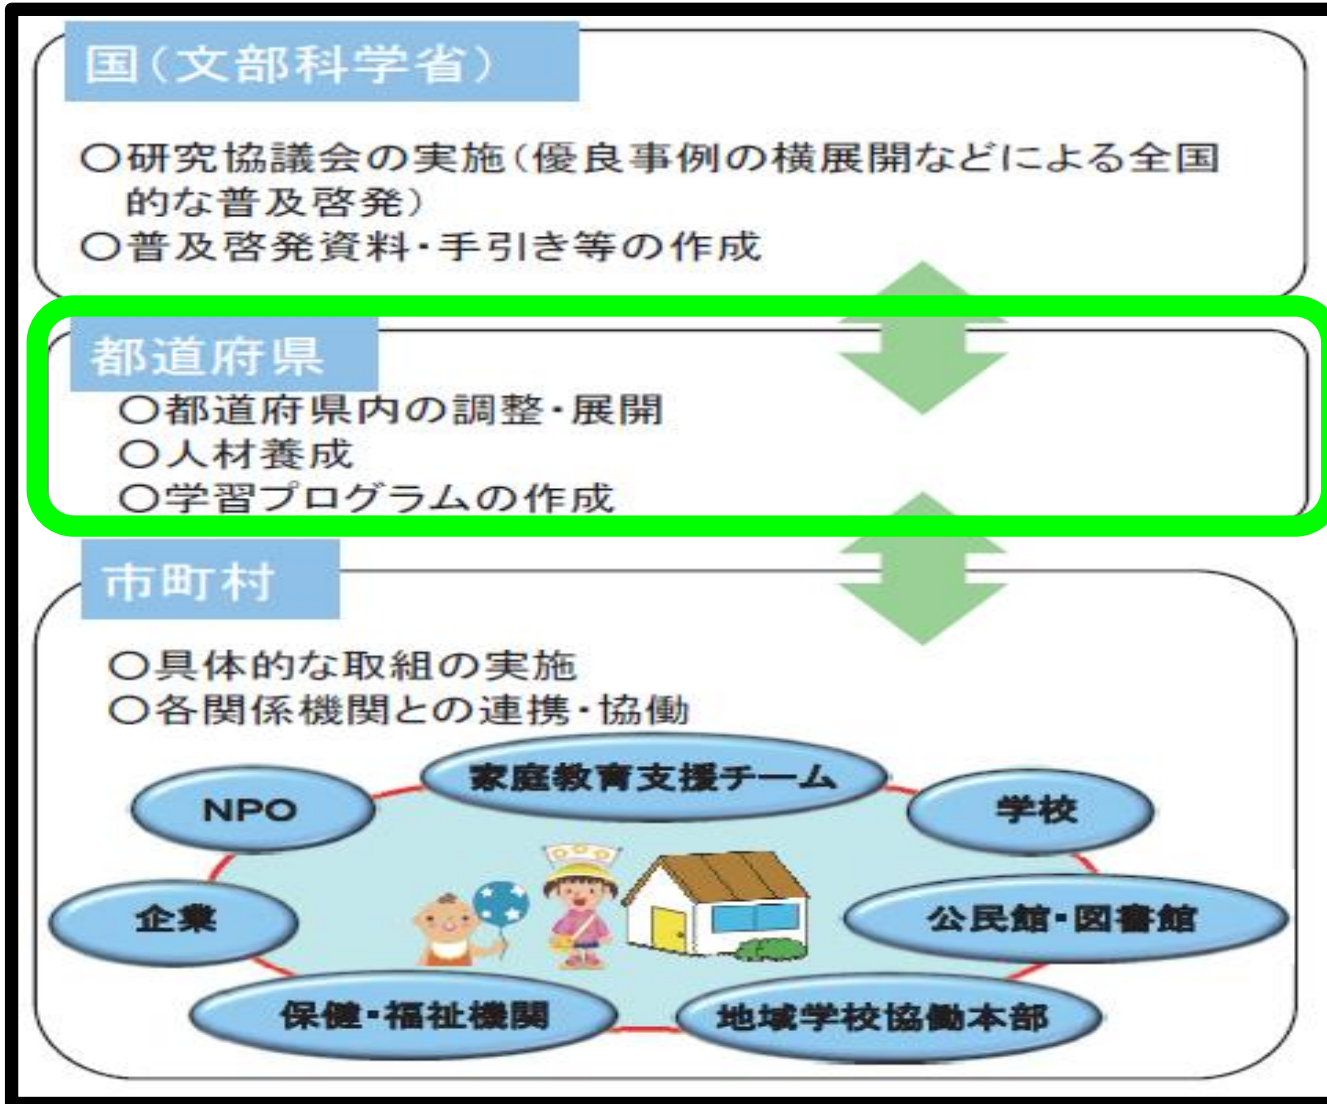 国(文部科学省)
○研究協議会の実施(優良事例の横展開などによる全国
的な普及啓発)
○普及啓発資料・手引き等の作成
都道府県
○都道府県内の調整・展開
○人材養成
○学習プログラムの作成
市町村
○具体的な取組の実施
○各関係機関との連携・協働
家庭教育支援チーム
NPO
学校
企業
公民館・図書館
保健・福祉機関
地域学校協働本部